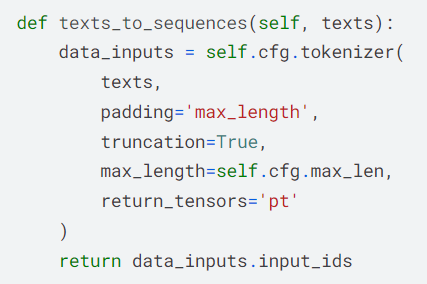 def texts_to_sequences(self, texts):
    data_inputs = self.cfg.tokenizer(
        texts,
        padding='max_length',
        truncation=True,
        max_length=self.cfg.max_len,
        return_tensors='pt'
    )
    return data_inputs.input_ids